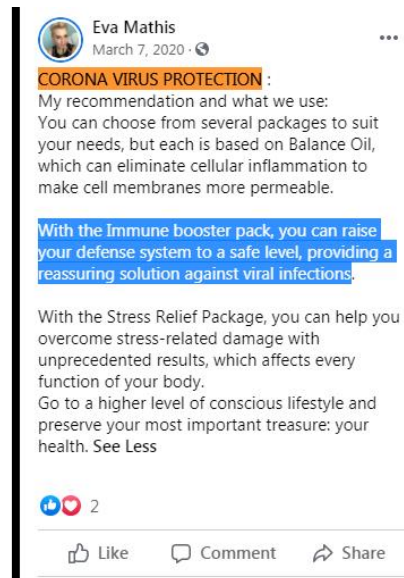 Eva Mathis
March 7, 2020 ·
CORONA VIRUS PROTECTION :
My recommendation and what we use:
You can choose from several packages to suit
your needs, but each is based on Balance Oil,
which can eliminate cellular inflammation to
make cell membranes more permeable.
With the Immune booster pack, you can raise
your defense system to a safe level, providing a
reassuring solution against viral infections.
With the Stress Relief Package, you can help you
overcome stress-related damage with
unprecedented results, which affects every
function of your body.
Go to a higher level of conscious lifestyle and
preserve your most important treasure: your
health. See Less
2
Like Comment Share